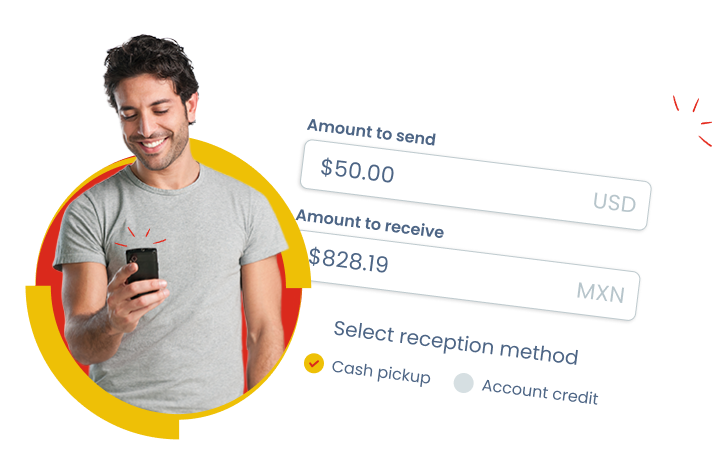 Amount to send
$50.00
USD
Amount to receive
$828.19
MXN
Select reception method
Cash pickup
Account credit